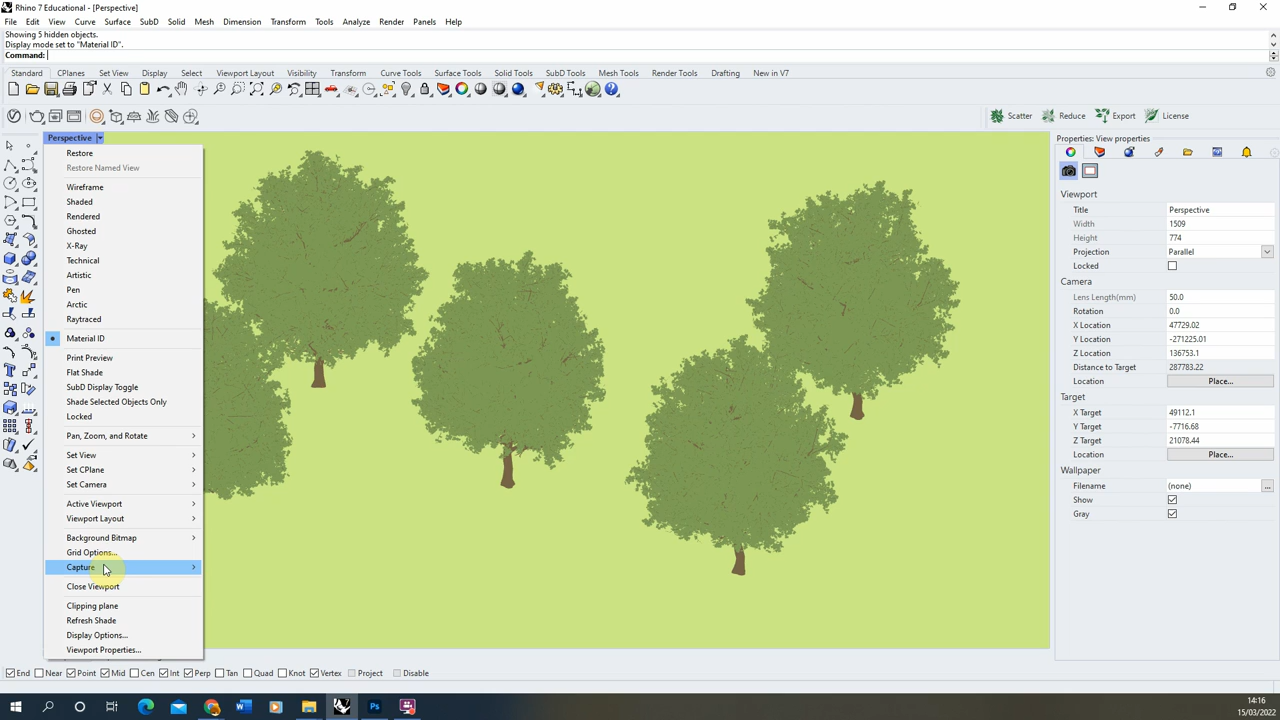 Rhino 7 Educational - [Perspective]
File Edit View Curve Surface SubD Solid Mesh Dimension Transform Tools Analyze Render Panels Help
Showing 5 hidden objects.
Display mode set to "Material ID".
Command:
Standard CPlanes Set View Display Select Viewport Layout Visibility Transform Curve Tools Surface Tools Solid Tools SubD Tools Mesh Tools Render Tools Drafting New in V7
Scatter Reduce Export License
Perspective
Restore
Restore Named View
Wireframe
Shaded
Rendered
Ghosted
X-Ray
Technical
Artistic
Pen
Arctic
Raytraced
Material ID
Print Preview
Flat Shade
SubD Display Toggle
Shade Selected Objects Only
Locked
Pan, Zoom, and Rotate
Set View
Set CPlane
Set Camera
Active Viewport
Viewport Layout
Background Bitmap
Grid Options...
Capture
Close Viewport
Clipping plane
Refresh Shade
Display Options...
Viewport Properties...
Properties: View properties
Viewport
Title Perspective
Width 1509
Height 774
Projection Parallel
Locked
Camera
Lens Length(mm) 50.0
Rotation 0.0
X Location 47729.02
Y Location -271225.01
Z Location 136753.1
Distance to Target 287783.22
Location Place...
Target
X Target 49112.1
Y Target -7716.68
Z Target 21078.44
Location Place...
Wallpaper
Filename (none) ...
Show
Gray
End Near Point Mid Cen Int Perp Tan Quad Knot Vertex Project Disable
14:16
15/03/2022